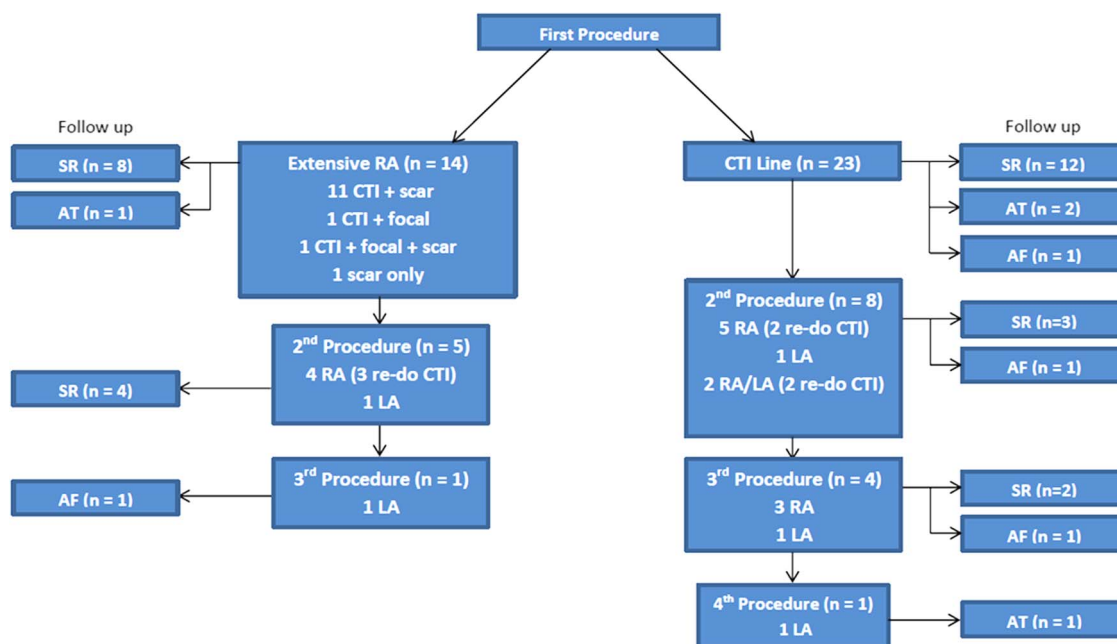 First Procedure
Follow up
SR (n = 8)
AT (n = 1)
Extensive RA (n = 14)
11 CTI + scar
1 CTI + focal
1 CTI + focal + scar
1 scar only
2nd Procedure (n = 5)
4 RA (3 re-do CTI)
1 LA
SR (n = 4)
3rd Procedure (n = 1)
1 LA
AF (n = 1)
CTI Line (n = 23)
Follow up
SR (n = 12)
AT (n = 2)
AF (n = 1)
2nd Procedure (n = 8)
5 RA (2 re-do CTI)
1 LA
2 RA/LA (2 re-do CTI)
SR (n=3)
AF (n = 1)
3rd Procedure (n = 4)
3 RA
1 LA
SR (n=2)
AF (n = 1)
4th Procedure (n = 1)
1 LA
AT (n = 1)